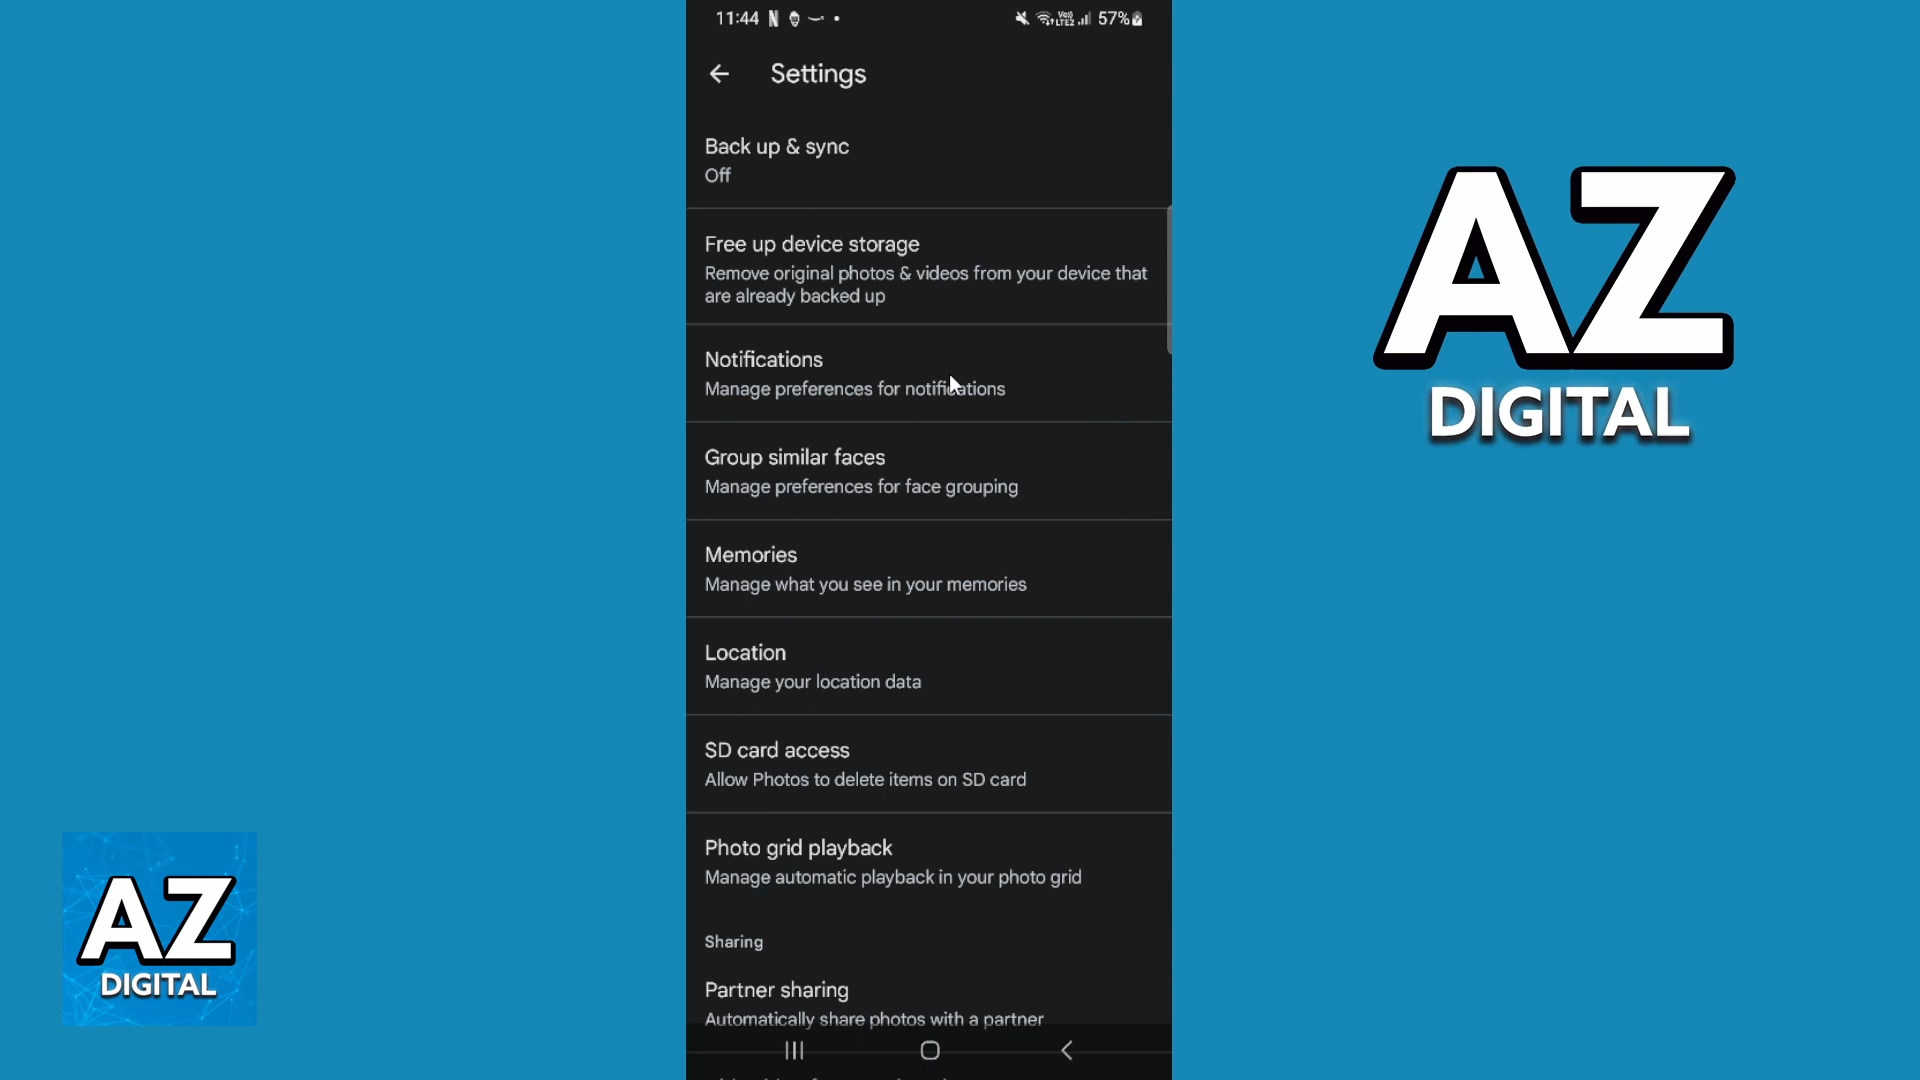 11:44
57%
Settings
Back up & sync
Off
Free up device storage
Remove original photos & videos from your device that
are already backed up
Notifications
Manage preferences for notifications
Group similar faces
Manage preferences for face grouping
Memories
Manage what you see in your memories
Location
Manage your location data
SD card access
Allow Photos to delete items on SD card
Photo grid playback
Manage automatic playback in your photo grid
Sharing
Partner sharing
Automatically share photos with a partner
AZ
DIGITAL
AZ
DIGITAL